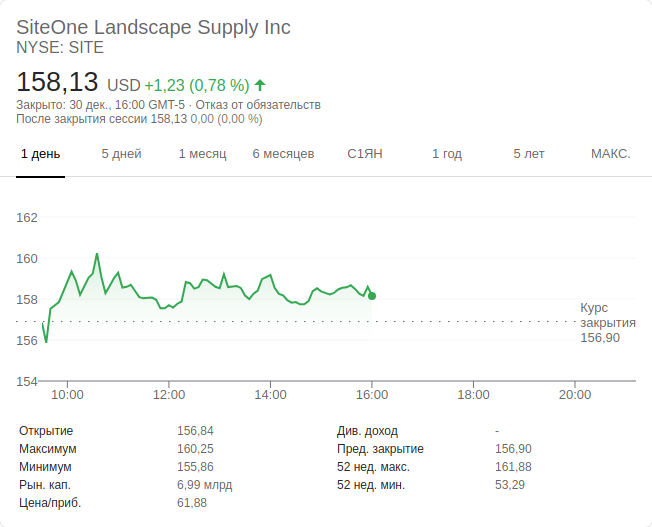 SiteOne Landscape Supply Inc
NYSE: SITE
158,13 USD +1,23 (0,78 %)
Закрыто: 30 дек., 16:00 GMT-5 · Отказ от обязательств
После закрытия сессии 158,13 0,00 (0,00 %)
1 день 5 дней 1 месяц 6 месяцев С1ЯН 1 год 5 лет МАКС.
162
160
158
Курс
закрытия
156,90
156
154
10:00 12:00 14:00 16:00 18:00 20:00
Открытие 156,84 Див. доход -
Максимум 160,25 Пред. закрытие 156,90
Минимум 155,86 52 нед. макс. 161,88
Рын. кап. 6,99 млрд 52 нед. мин. 53,29
Цена/приб. 61,88